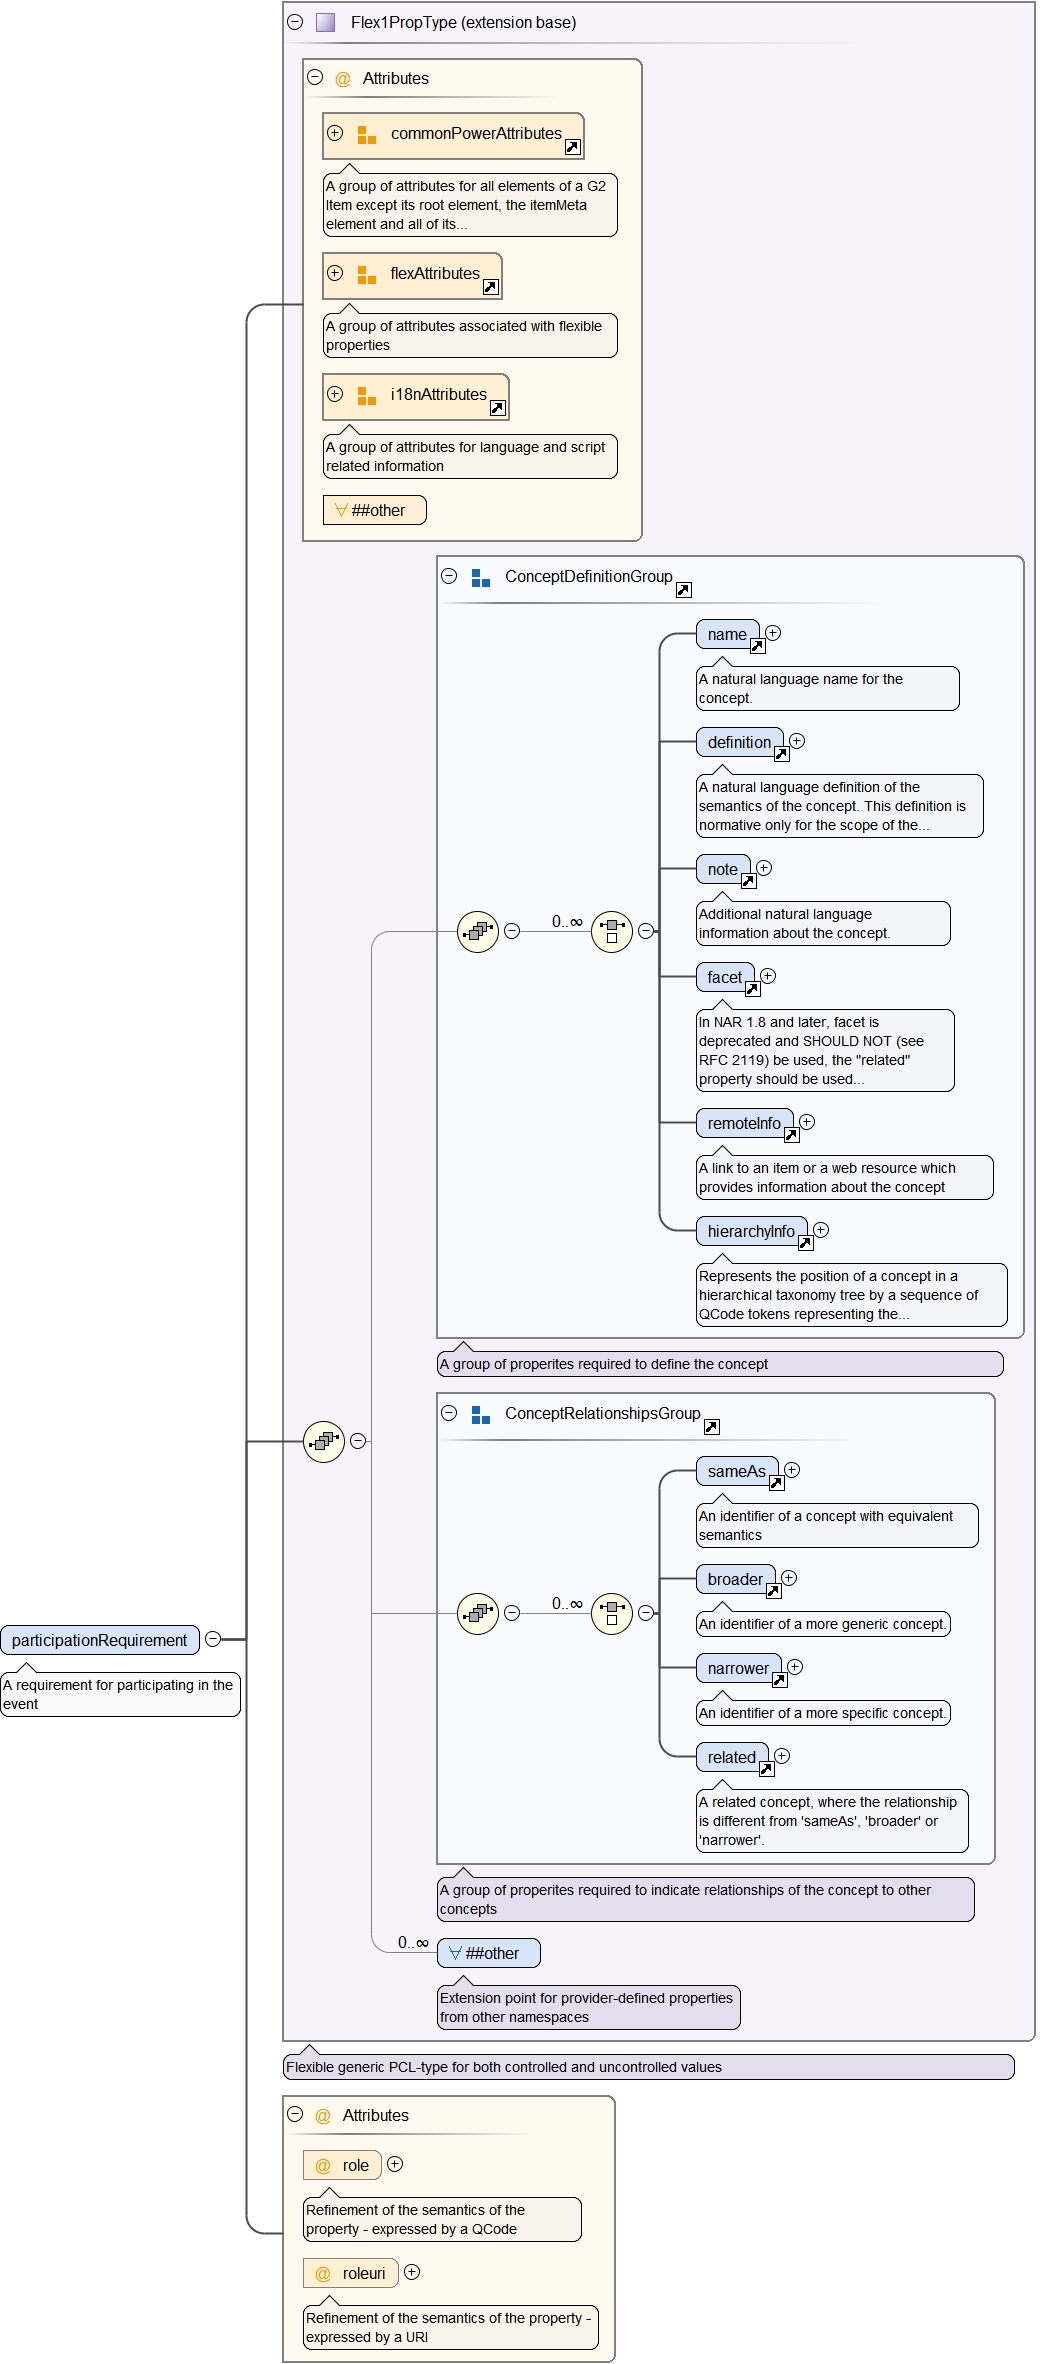 Flex1PropType (extension base)
@ Attributes
commonPowerAttributes
A group of attributes for all elements of a G2
Item except its root element, the itemMeta
element and all of its...
flexAttributes
A group of attributes associated with flexible
properties
i18nAttributes
A group of attributes for language and script
related information
∀ ##other
ConceptDefinitionGroup
name
A natural language name for the
concept.
definition
A natural language definition of the
semantics of the concept. This definition is
normative only for the scope of the...
note
Additional natural language
information about the concept.
0..∞
facet
In NAR 1.8 and later, facet is
deprecated and SHOULD NOT (see
RFC 2119) be used, the "related"
property should be used...
remoteInfo
A link to an item or a web resource which
provides information about the concept
hierarchyInfo
Represents the position of a concept in a
hierarchical taxonomy tree by a sequence of
QCode tokens representing the...
A group of properites required to define the concept
ConceptRelationshipsGroup
sameAs
An identifier of a concept with equivalent
semantics
broader
0..∞
An identifier of a more generic concept.
narrower
An identifier of a more specific concept.
related
A related concept, where the relationship
is different from 'sameAs', 'broader' or
'narrower'.
A group of properites required to indicate relationships of the concept to other
concepts
participationRequirement
A requirement for participating in the
event
0..∞
∀ ##other
Extension point for provider-defined properties
from other namespaces
Flexible generic PCL-type for both controlled and uncontrolled values
@ Attributes
@ role
Refinement of the semantics of the
property - expressed by a QCode
@ roleuri
Refinement of the semantics of the property -
expressed by a URI